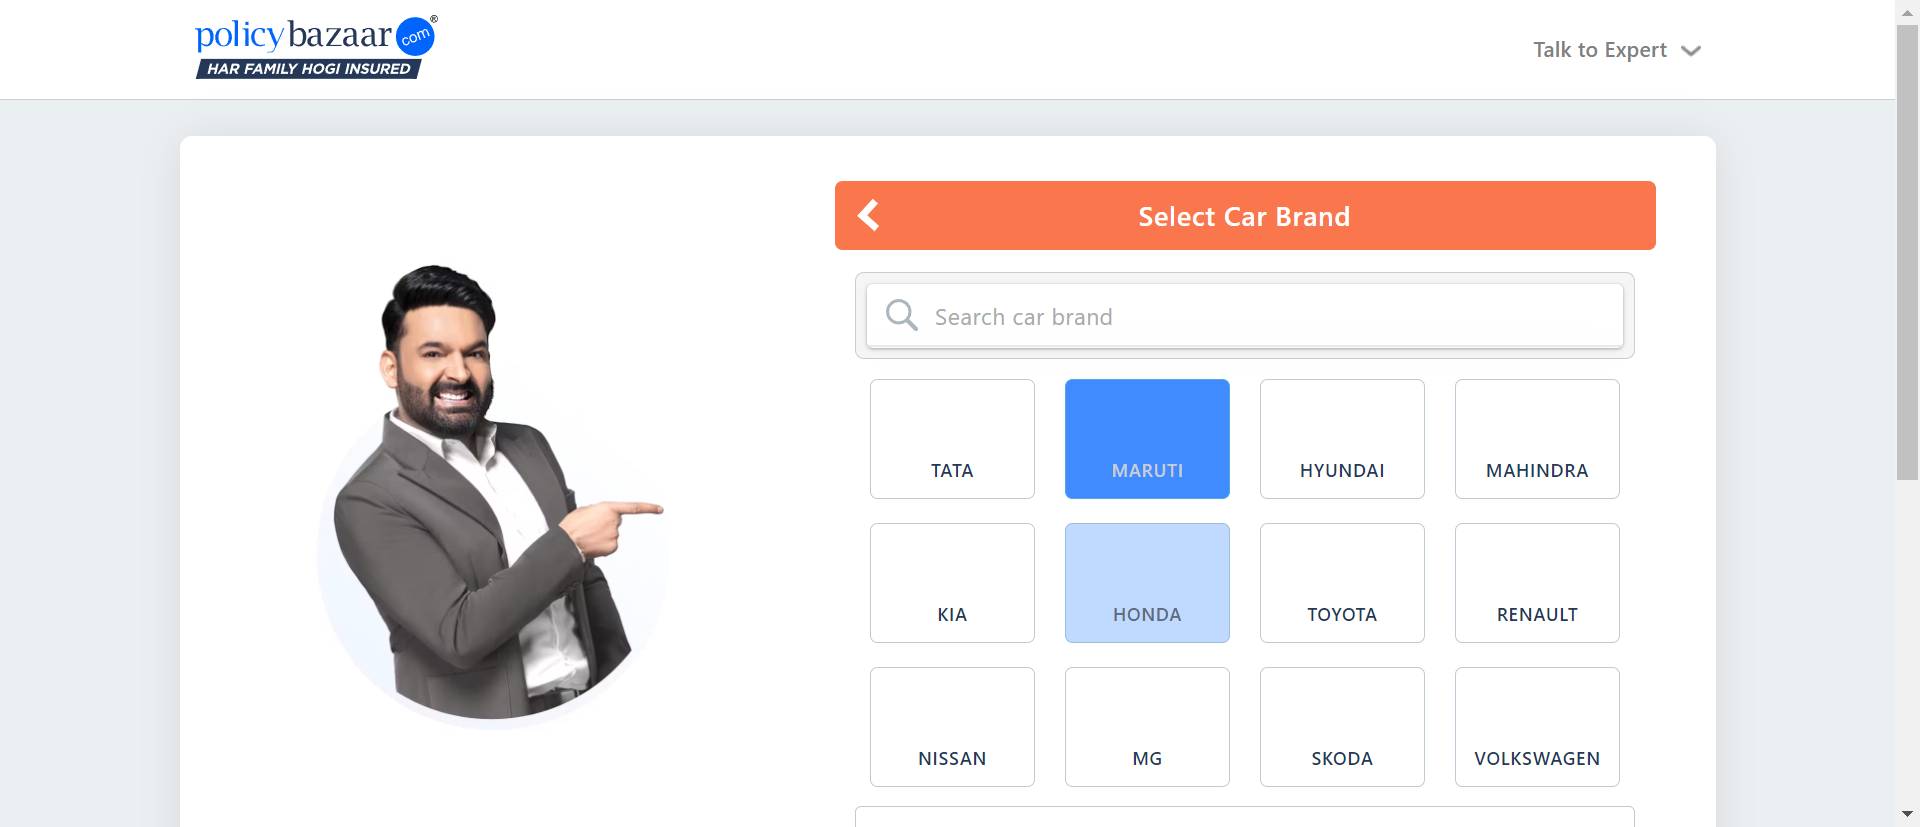 policybazaar.com®
HAR FAMILY HOGI INSURED
Talk to Expert
Select Car Brand
Search car brand
TATA
MARUTI
HYUNDAI
MAHINDRA
KIA
HONDA
TOYOTA
RENAULT
NISSAN
MG
SKODA
VOLKSWAGEN